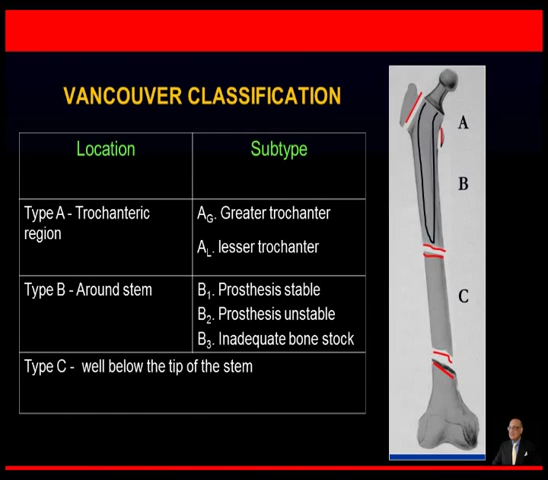 VANCOUVER CLASSIFICATION
Location
Subtype
Type A - Trochanteric
region
AG. Greater trochanter
AL. lesser trochanter
Type B - Around stem
B1. Prosthesis stable
B2. Prosthesis unstable
B3. Inadequate bone stock
Type C - well below the tip of the stem
A
B
C